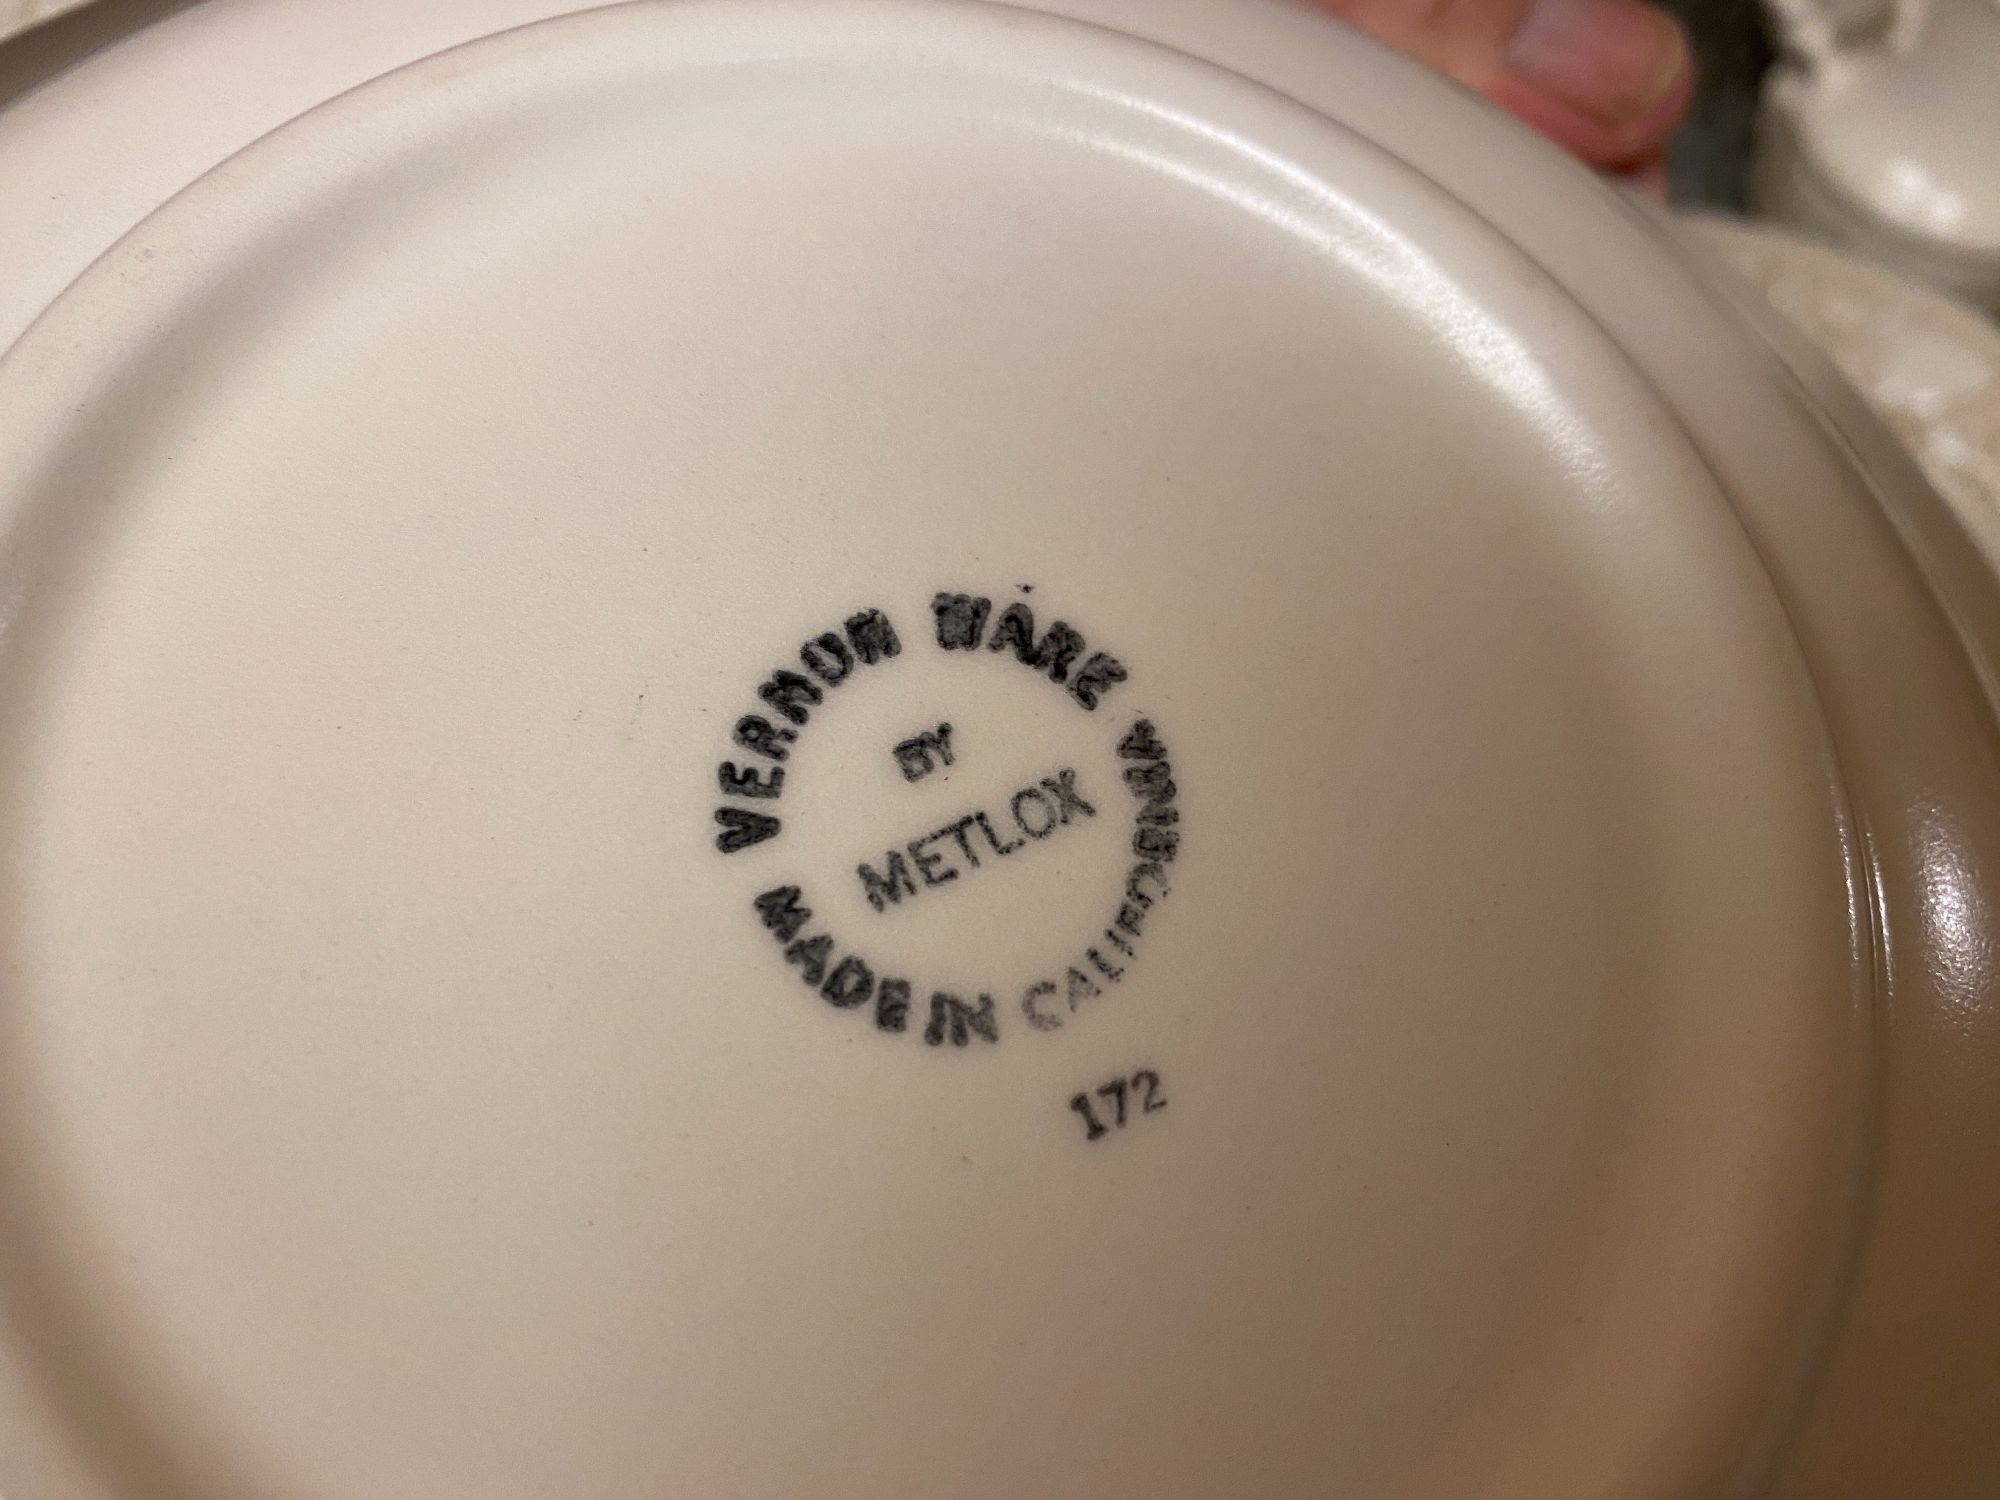 VERNON WARE
BY
METLOX
MADE IN CALIFORNIA
172